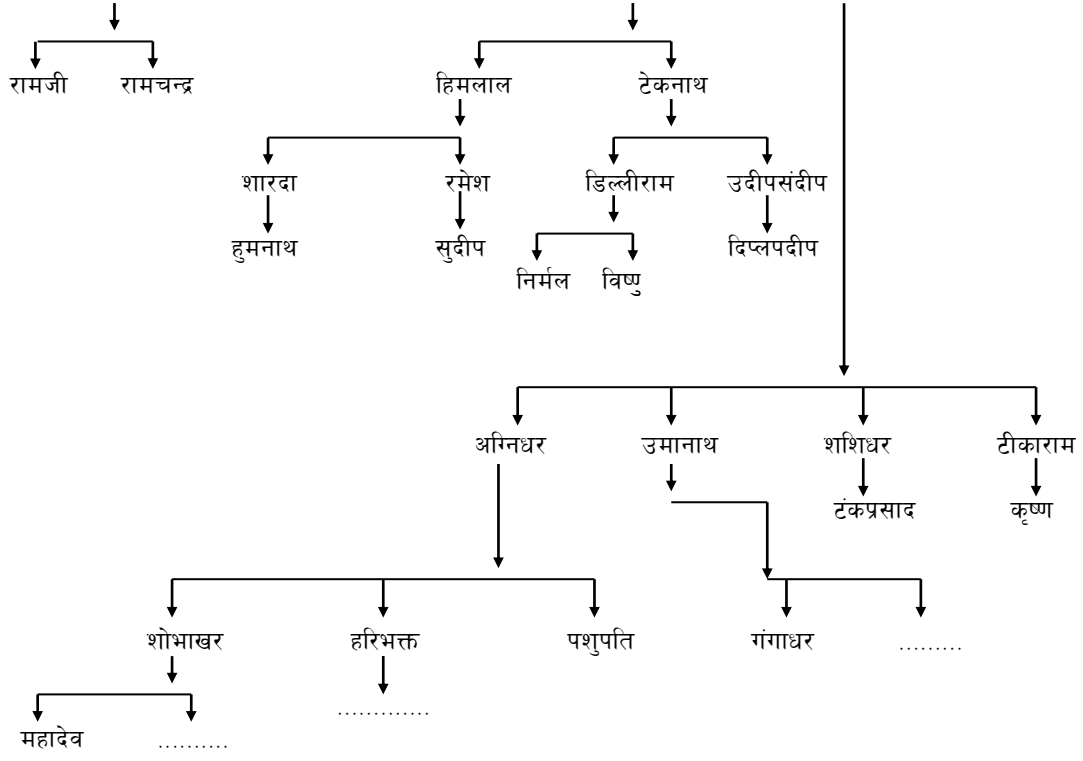 रामजी रामचन्द्र हिमलाल टेकनाथ
शारदा रमेश डिल्लीराम उदीपसंदीप
हुमनाथ सुदीप दिप्लपदीप
निर्मल विष्णु
अग्निधर उमानाथ शशिधर टीकाराम
टंकप्रसाद कृष्ण
शोभाखर हरिभक्त पशुपति गंगाधर .........
.............
महादेव ..........